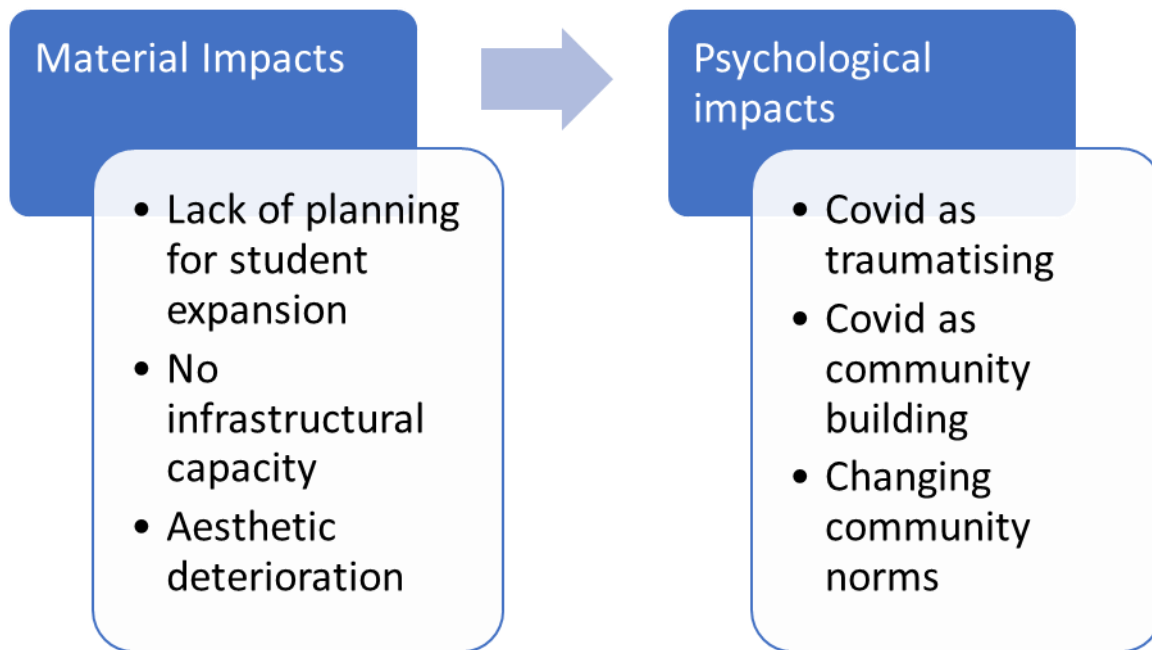 Material Impacts
• Lack of planning
for student
expansion
• No
infrastructural
capacity
• Aesthetic
deterioration
Psychological
impacts
• Covid as
traumatising
• Covid as
community
building
• Changing
community
norms